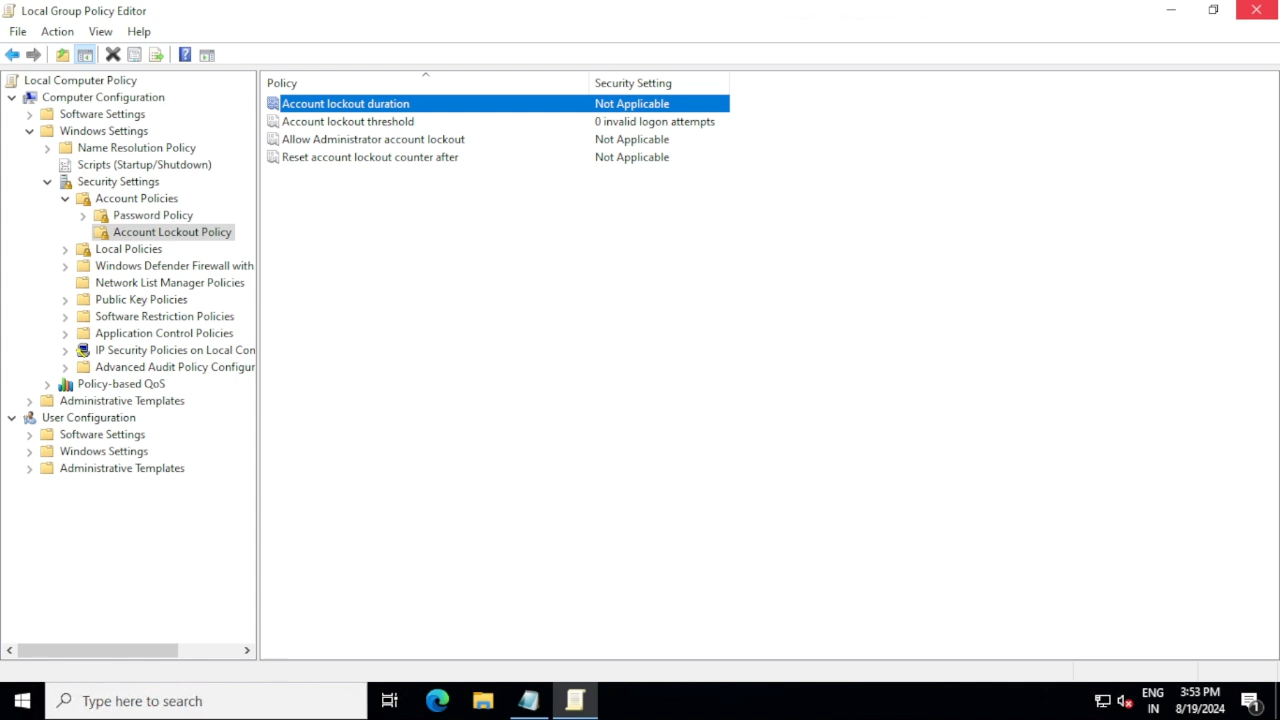 Local Group Policy Editor
File Action View Help
Local Computer Policy
Computer Configuration
Software Settings
Windows Settings
Name Resolution Policy
Scripts (Startup/Shutdown)
Security Settings
Account Policies
Password Policy
Account Lockout Policy
Local Policies
Windows Defender Firewall with
Network List Manager Policies
Public Key Policies
Software Restriction Policies
Application Control Policies
IP Security Policies on Local Con
Advanced Audit Policy Configur
Policy-based QoS
Administrative Templates
User Configuration
Software Settings
Windows Settings
Administrative Templates
Policy Security Setting
Account lockout duration Not Applicable
Account lockout threshold 0 invalid logon attempts
Allow Administrator account lockout Not Applicable
Reset account lockout counter after Not Applicable
Type here to search
ENG
IN
3:53 PM
8/19/2024
1